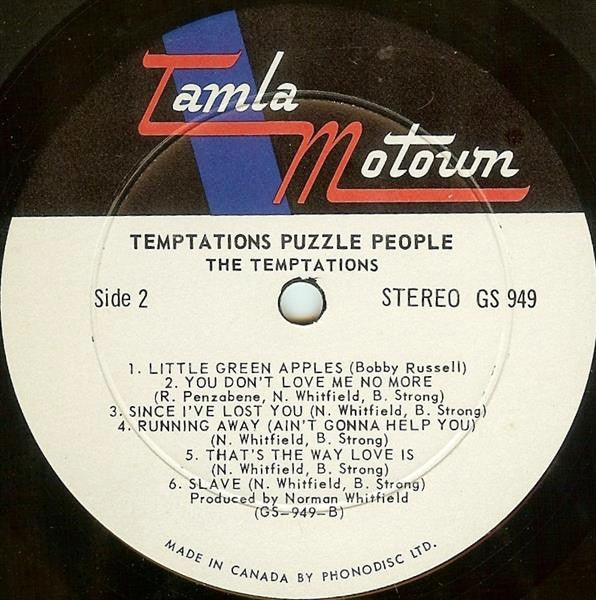 Tamla
Motown
TEMPTATIONS PUZZLE PEOPLE
THE TEMPTATIONS
Side 2
STEREO GS 949
1. LITTLE GREEN APPLES (Bobby Russell)
2. YOU DON'T LOVE ME NO MORE
(R. Penzabene, N. Whitfield, B. Strong)
3. SINCE I'VE LOST YOU (N. Whitfield, B. Strong)
4. RUNNING AWAY (AIN'T GONNA HELP YOU)
(N. Whitfield, B. Strong)
5. THAT'S THE WAY LOVE IS
(N. Whitfield, B. Strong)
6. SLAVE (N. Whitfield, B. Strong)
Produced by Norman Whitfield
(GS-949-B)
MADE IN CANADA BY PHONODISC LTD.